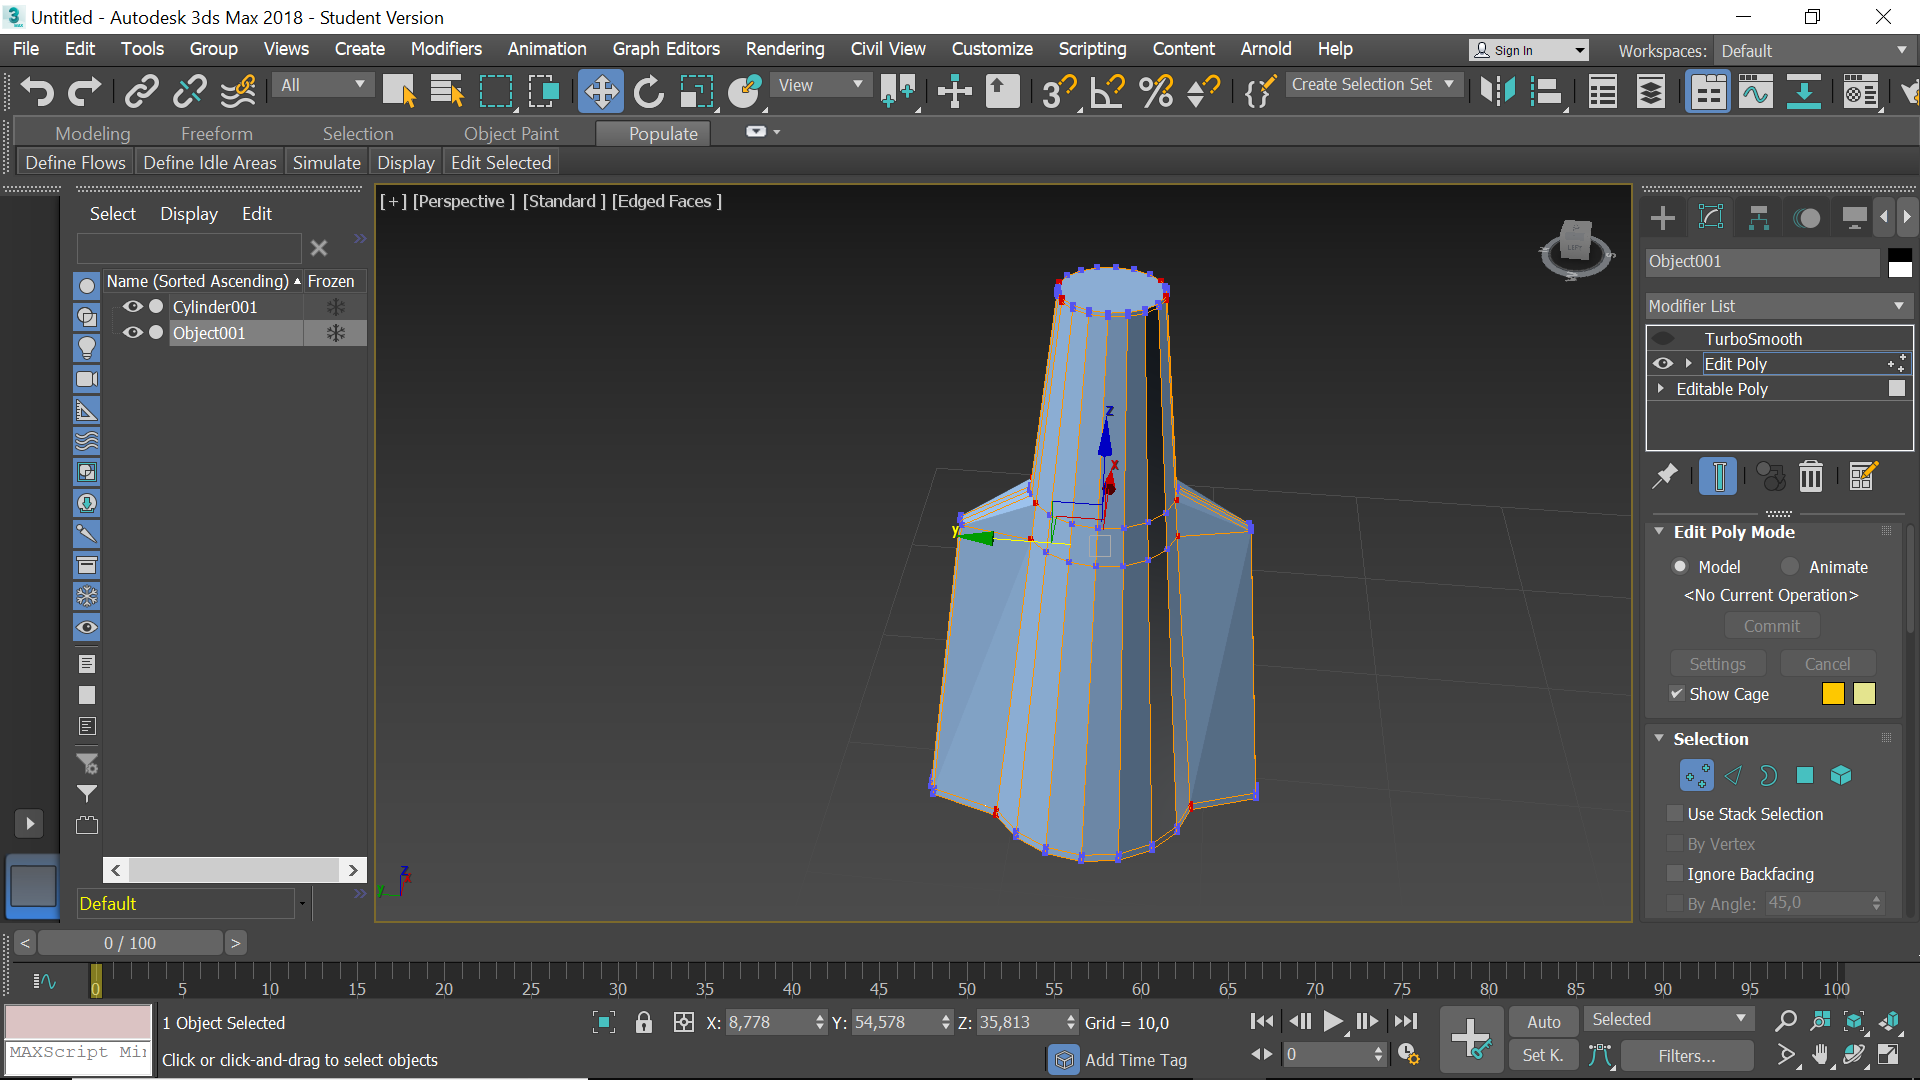 Untitled - Autodesk 3ds Max 2018 - Student Version
File Edit Tools Group Views Create Modifiers Animation Graph Editors Rendering Civil View Customize Scripting Content Arnold Help
Sign In
Workspaces: Default
All
View
Create Selection Set
Modeling Freeform Selection Object Paint Populate
Define Flows Define Idle Areas Simulate Display Edit Selected
Select Display Edit
Name (Sorted Ascending) Frozen
Cylinder001
Object001
Default
[ + ] [Perspective ] [Standard ] [Edged Faces ]
LEFT
z
x
y
z
x
y
Object001
Modifier List
TurboSmooth
Edit Poly
Editable Poly
Edit Poly Mode
Model Animate
<No Current Operation>
Commit
Settings Cancel
Show Cage
Selection
Use Stack Selection
By Vertex
Ignore Backfacing
By Angle: 45,0
< 0 / 100 >
0 5 10 15 20 25 30 35 40 45 50 55 60 65 70 75 80 85 90 95 100
1 Object Selected
X: 8,778 Y: 54,578 Z: 35,813 Grid = 10,0
Auto Selected
MAXScript Mi
Click or click-and-drag to select objects
Add Time Tag
0
Set K. Filters...